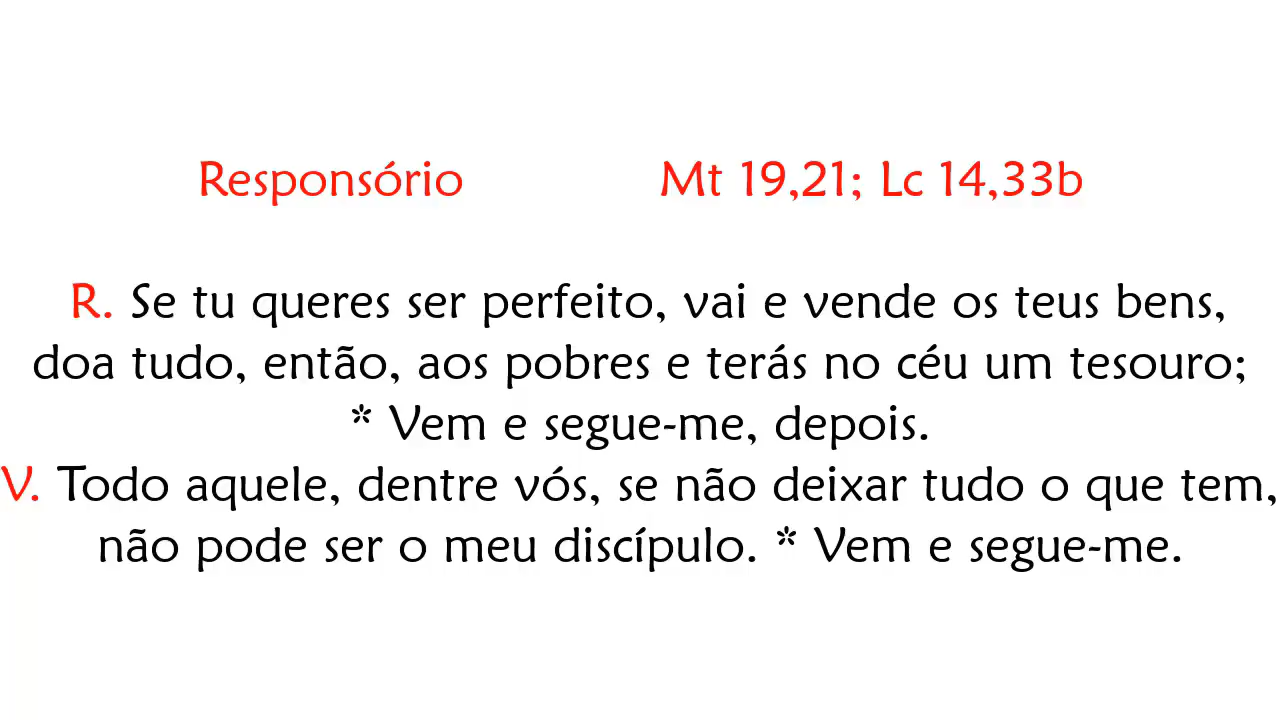 Responsório Mt 19,21; Lc 14,33b
R. Se tu queres ser perfeito, vai e vende os teus bens,
doa tudo, então, aos pobres e terás no céu um tesouro;
* Vem e segue-me, depois.
V. Todo aquele, dentre vós, se não deixar tudo o que tem,
não pode ser o meu discípulo. * Vem e segue-me.